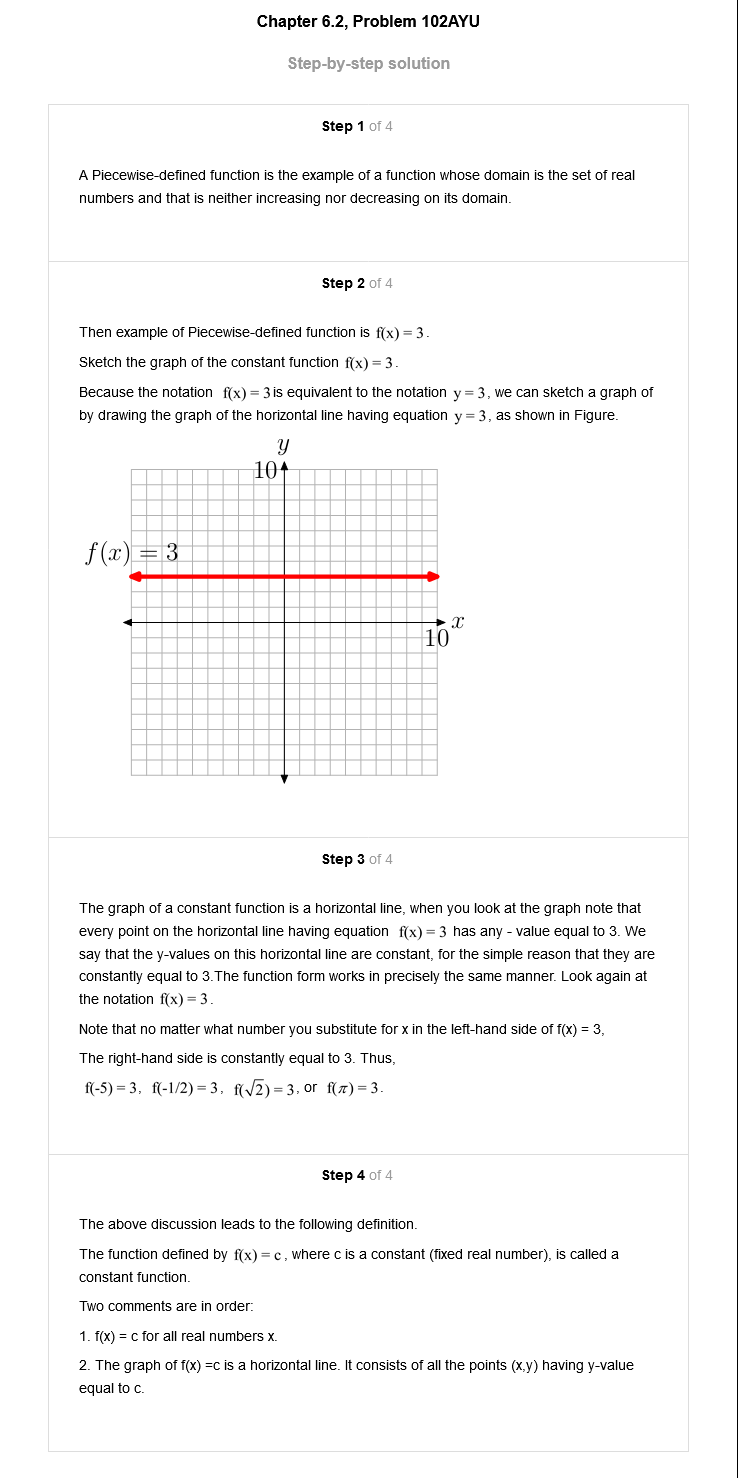 Chapter 6.2, Problem 102AYU
Step-by-step solution
Step 1 of 4
A Piecewise-defined function is the example of a function whose domain is the set of real
numbers and that is neither increasing nor decreasing on its domain.
Step 2 of 4
Then example of Piecewise-defined function is f(x) = 3.
Sketch the graph of the constant function f(x) = 3.
Because the notation f(x) = 3 is equivalent to the notation y = 3, we can sketch a graph of
by drawing the graph of the horizontal line having equation y = 3, as shown in Figure.
y
10
f(x) = 3
x
10
Step 3 of 4
The graph of a constant function is a horizontal line, when you look at the graph note that
every point on the horizontal line having equation f(x) = 3 has any - value equal to 3. We
say that the y-values on this horizontal line are constant, for the simple reason that they are
constantly equal to 3.The function form works in precisely the same manner. Look again at
the notation f(x) = 3.
Note that no matter what number you substitute for x in the left-hand side of f(x) = 3,
The right-hand side is constantly equal to 3. Thus,
f(-5) = 3, f(-1/2) = 3, f(√2) = 3, or f(π) = 3.
Step 4 of 4
The above discussion leads to the following definition.
The function defined by f(x) = c, where c is a constant (fixed real number), is called a
constant function.
Two comments are in order:
1. f(x) = c for all real numbers x.
2. The graph of f(x) =c is a horizontal line. It consists of all the points (x,y) having y-value
equal to c.